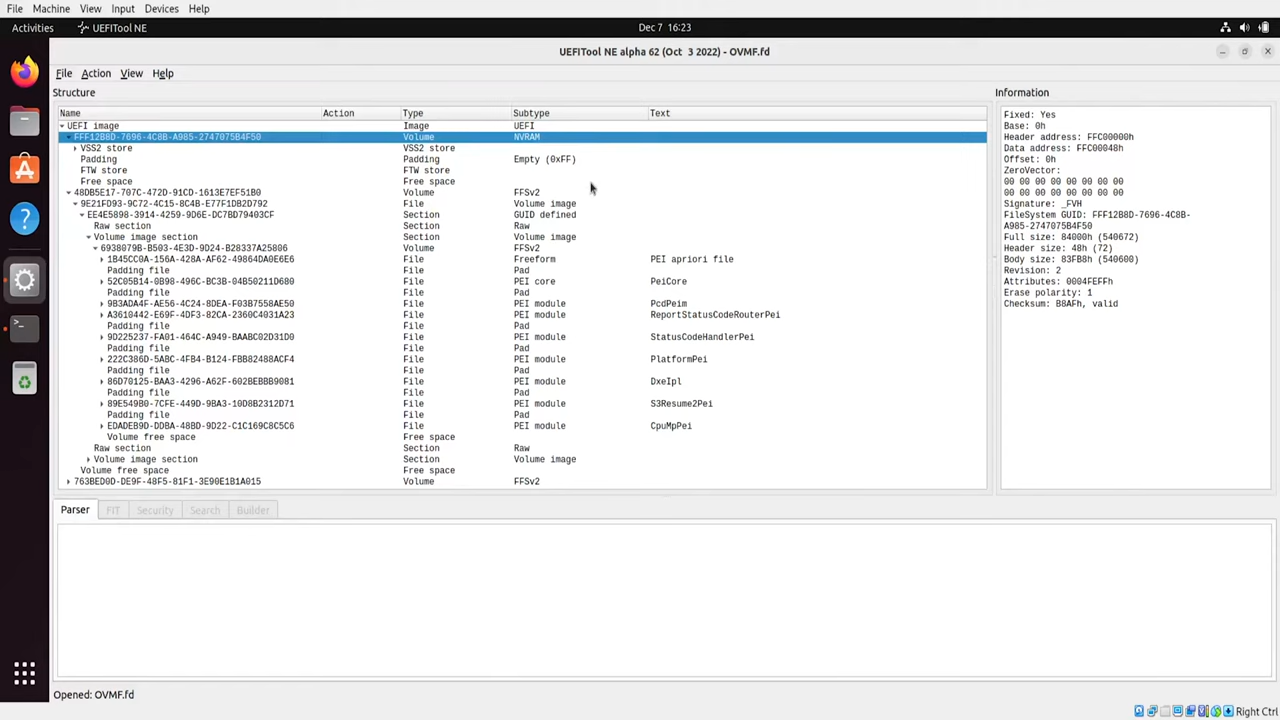 File Machine View Input Devices Help
Activities UEFITool NE Dec 7 16:23
UEFITool NE alpha 62 (Oct 3 2022) - OVMF.fd
File Action View Help
Structure
Name Action Type Subtype Text
UEFI image Image UEFI
FFF12B8D-7696-4C8B-A985-2747075B4F50 Volume NVRAM
VSS2 store VSS2 store
Padding Padding Empty (0xFF)
FTW store FTW store
Free space Free space
48DB5E17-707C-472D-91CD-1613E7EF51B0 Volume FFSv2
9E21FD93-9C72-4C15-8C4B-E77F1DB2D792 File Volume image
EE4E5898-3914-4259-9D6E-DC7BD79403CF Section GUID defined
Raw section Section Raw
Volume image section Section Volume image
6938079B-B503-4E3D-9D24-B28337A25806 Volume FFSv2
1B45CC0A-156A-428A-AF62-49864DA0E6E6 File Freeform PEI apriori file
Padding file File Pad
52C05B14-0B98-496C-BC3B-04B50211D680 File PEI core PeiCore
Padding file File Pad
9B3ADA4F-AE56-4C24-8DEA-F03B7558AE50 File PEI module PcdPeim
A3610442-E69F-4DF3-82CA-2360C4031A23 File PEI module ReportStatusCodeRouterPei
Padding file File Pad
9D225237-FA01-464C-A949-BAABC02D31D0 File PEI module StatusCodeHandlerPei
Padding file File Pad
222C386D-5ABC-4FB4-B124-FBB82488ACF4 File PEI module PlatformPei
Padding file File Pad
86D70125-BAA3-4296-A62F-602BEBBB9081 File PEI module DxeIpl
Padding file File Pad
89E549B0-7CFE-449D-9BA3-10D8B2312D71 File PEI module S3Resume2Pei
Padding file File Pad
EDADEB9D-DDBA-48BD-9D22-C1C169C8C5C6 File PEI module CpuMpPei
Volume free space Free space
Raw section Section Raw
Volume image section Section Volume image
Volume free space Free space
763BED0D-DE9F-48F5-81F1-3E90E1B1A015 Volume FFSv2
Information
Fixed: Yes
Base: 0h
Header address: FFC00000h
Data address: FFC00048h
Offset: 0h
ZeroVector:
00 00 00 00 00 00 00 00
00 00 00 00 00 00 00 00
Signature: _FVH
FileSystem GUID: FFF12B8D-7696-4C8B-
A985-2747075B4F50
Full size: 84000h (540672)
Header size: 48h (72)
Body size: 83FB8h (540600)
Revision: 2
Attributes: 0004FEFFh
Erase polarity: 1
Checksum: B8AFh, valid
Parser FIT Security Search Builder
Opened: OVMF.fd
Right Ctrl